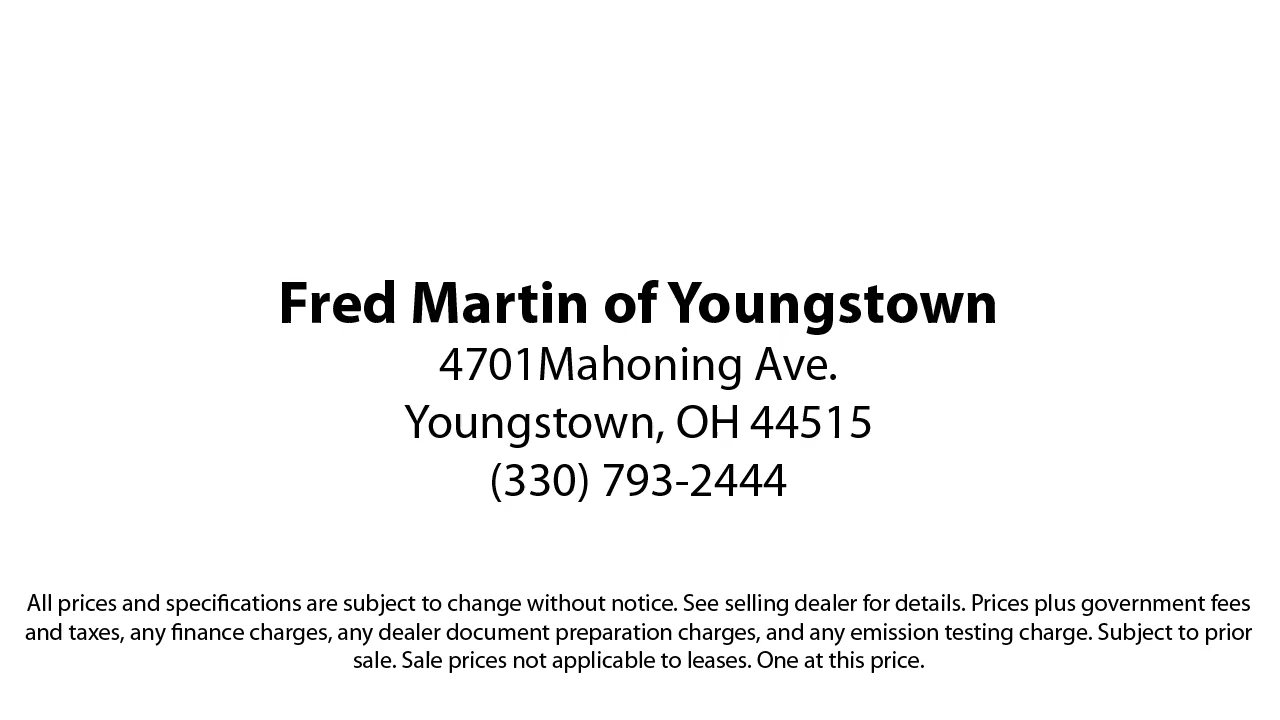 Fred Martin of Youngstown
4701Mahoning Ave.
Youngstown, OH 44515
(330) 793-2444
All prices and specifications are subject to change without notice. See selling dealer for details. Prices plus government fees
and taxes, any finance charges, any dealer document preparation charges, and any emission testing charge. Subject to prior
sale. Sale prices not applicable to leases. One at this price.